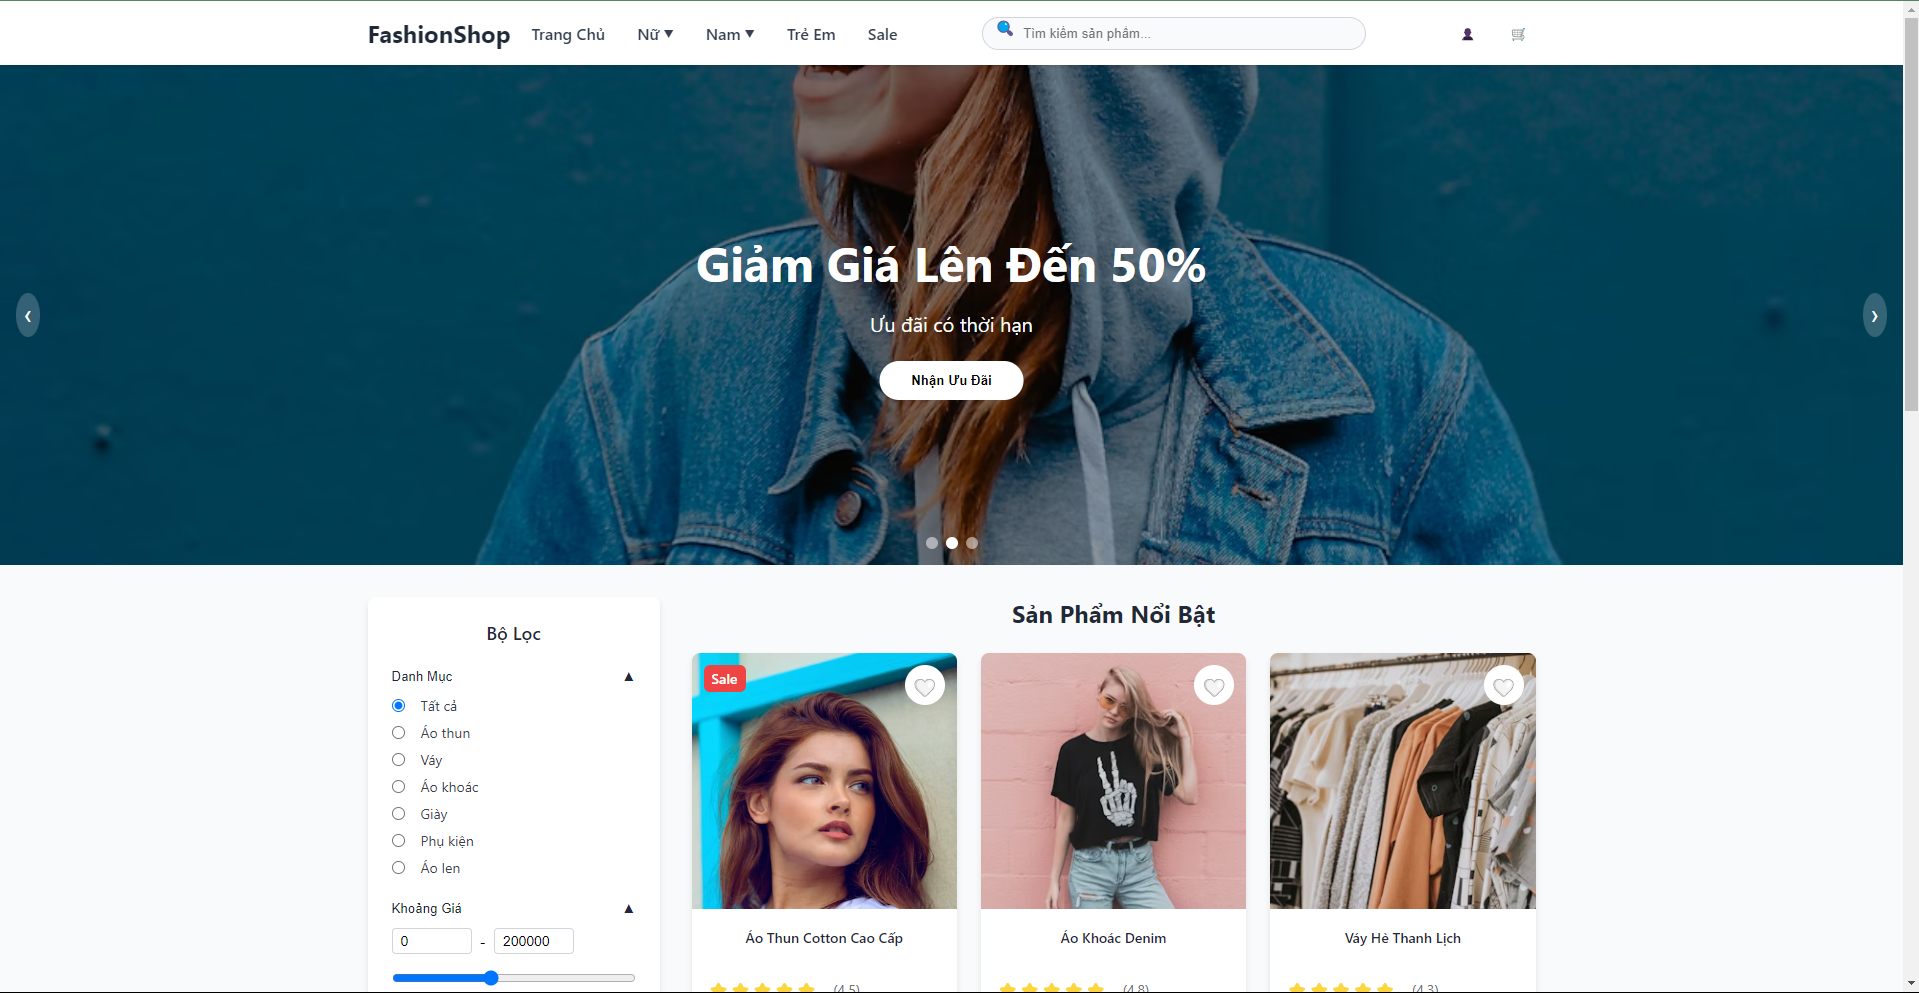 FashionShop
Trang Chủ
Nữ ▼
Nam ▼
Trẻ Em
Sale
Tìm kiếm sản phẩm...
Giảm Giá Lên Đến 50%
Ưu đãi có thời hạn
Nhận Ưu Đãi
Bộ Lọc
Danh Mục ▲
Tất cả
Áo thun
Váy
Áo khoác
Giày
Phụ kiện
Áo len
Khoảng Giá ▲
0 - 200000
Sản Phẩm Nổi Bật
Sale
Áo Thun Cotton Cao Cấp
(4.5)
Áo Khoác Denim
(4.8)
Váy Hè Thanh Lịch
(4.3)